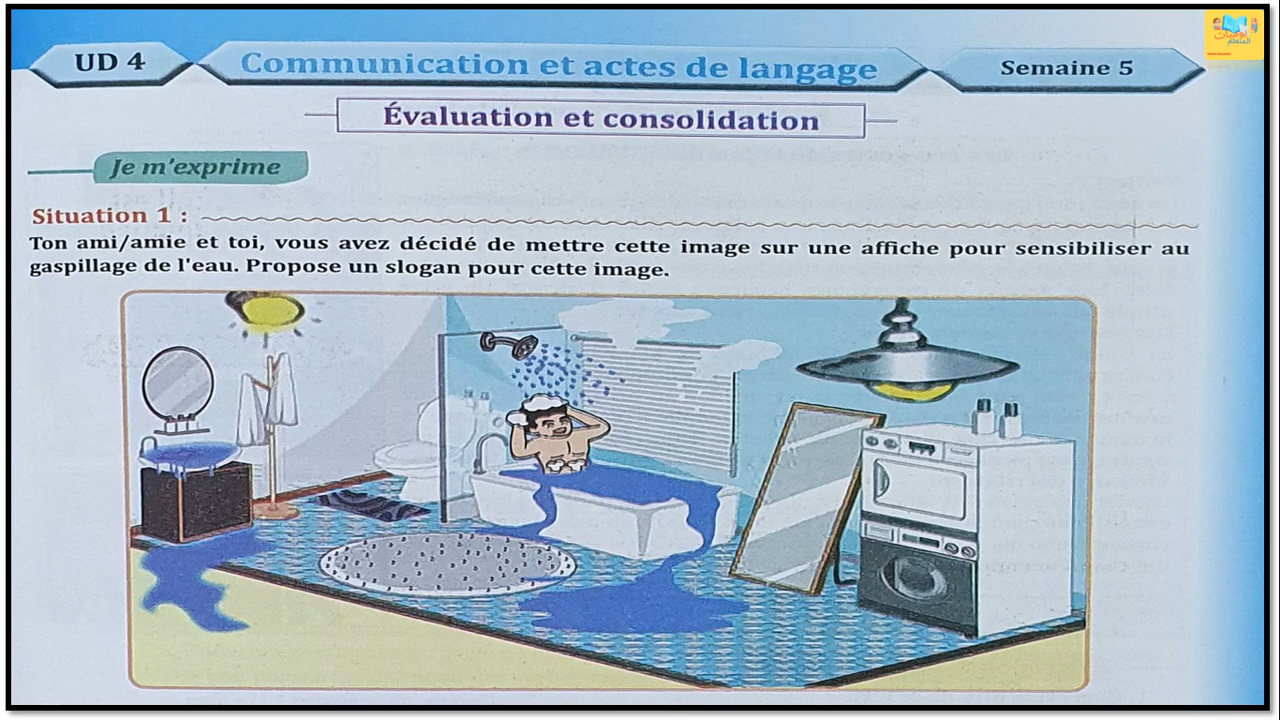 يوميات
المتعلم
UD 4
Communication et actes de langage
Semaine 5
Évaluation et consolidation
Je m'exprime
Situation 1 :
Ton ami/amie et toi, vous avez décidé de mettre cette image sur une affiche pour sensibiliser au
gaspillage de l'eau. Propose un slogan pour cette image.